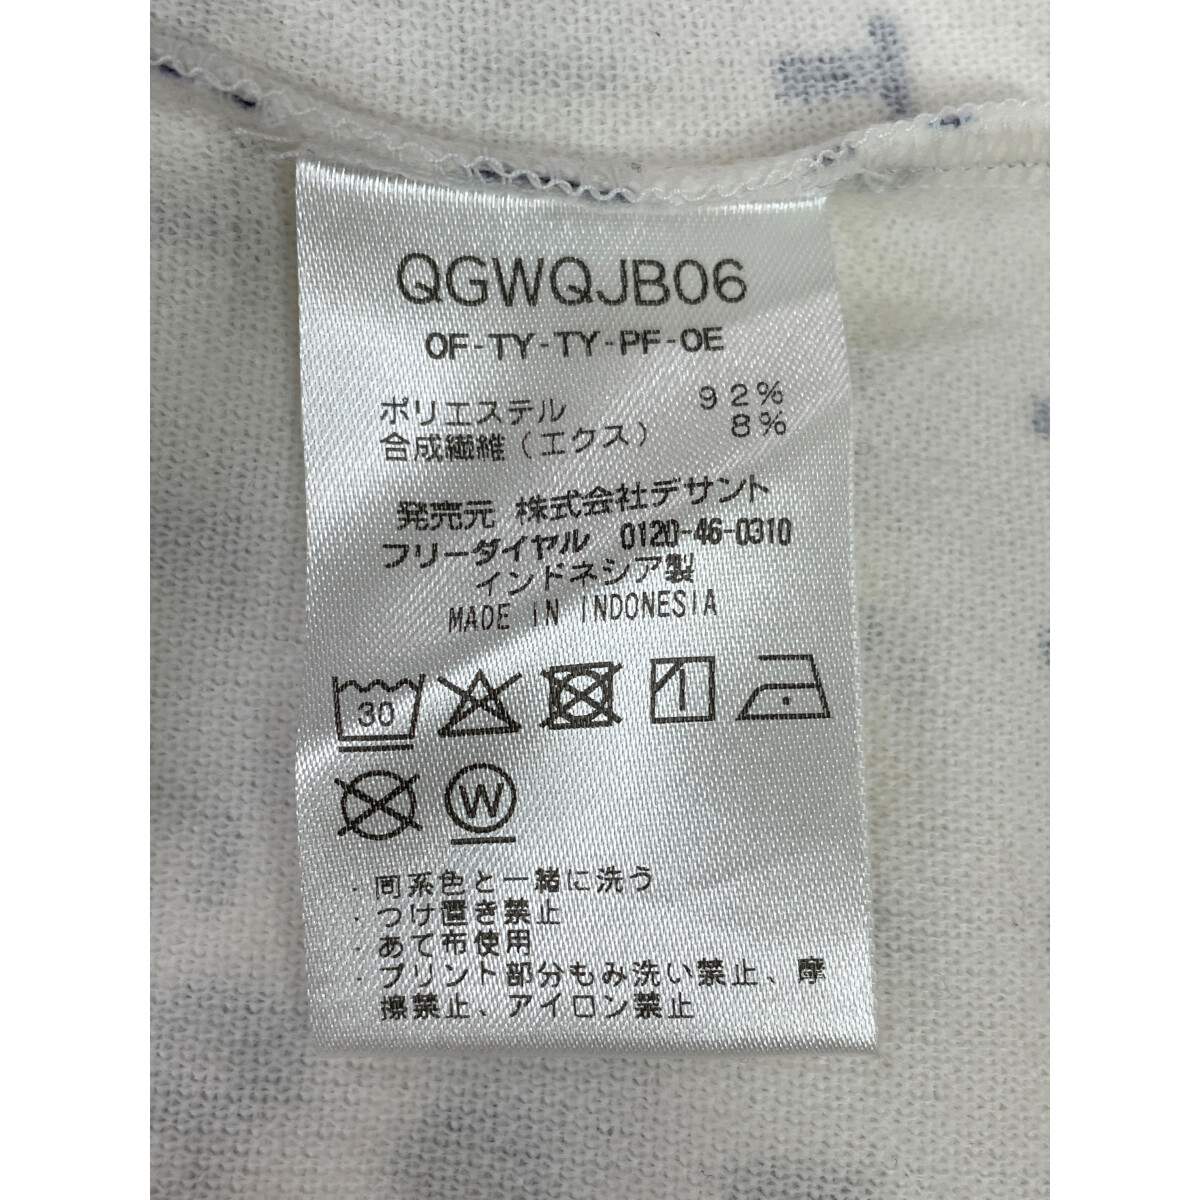 QGWQJB06
OF-TY-TY-PF-OE
ポリエステル 92%
合成繊維(エクス) 8%
発売元 株式会社デサント
フリーダイヤル 0120-46-0310
インドネシア製
MADE IN INDONESIA
30
W
・同系色と一緒に洗う
・つけ置き禁止
・あて布使用
・プリント部分もみ洗い禁止、摩
擦禁止、アイロン禁止